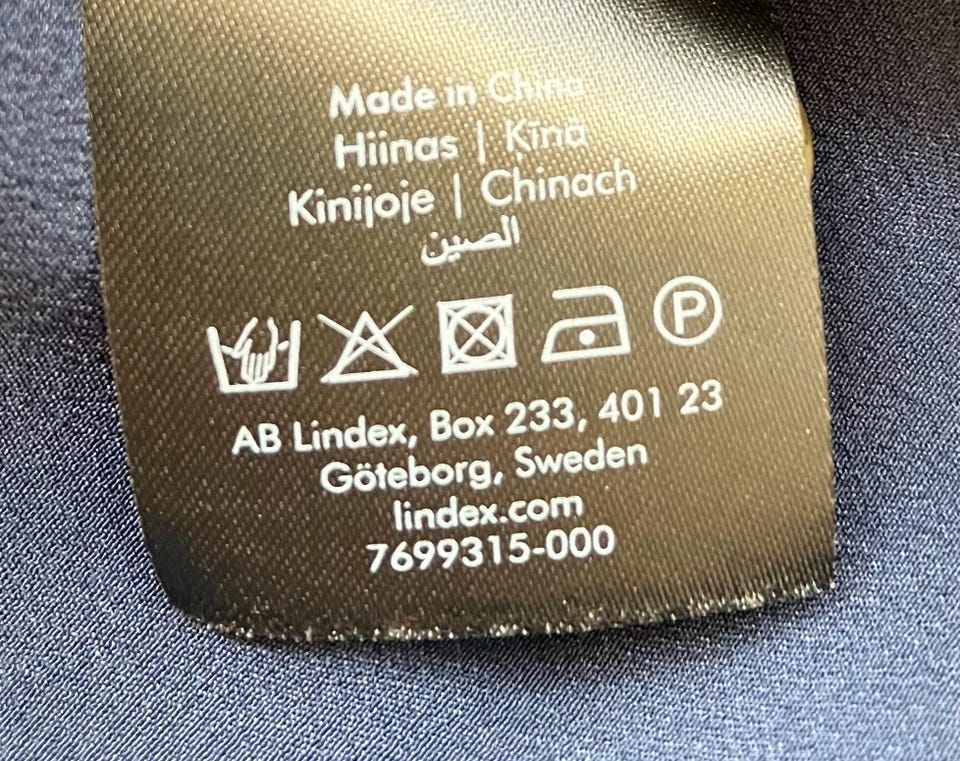 Made in China
Hiinas | Ķīnā
Kinijoje | Chinach
الصين
P
AB Lindex, Box 233, 401 23
Göteborg, Sweden
lindex.com
7699315-000